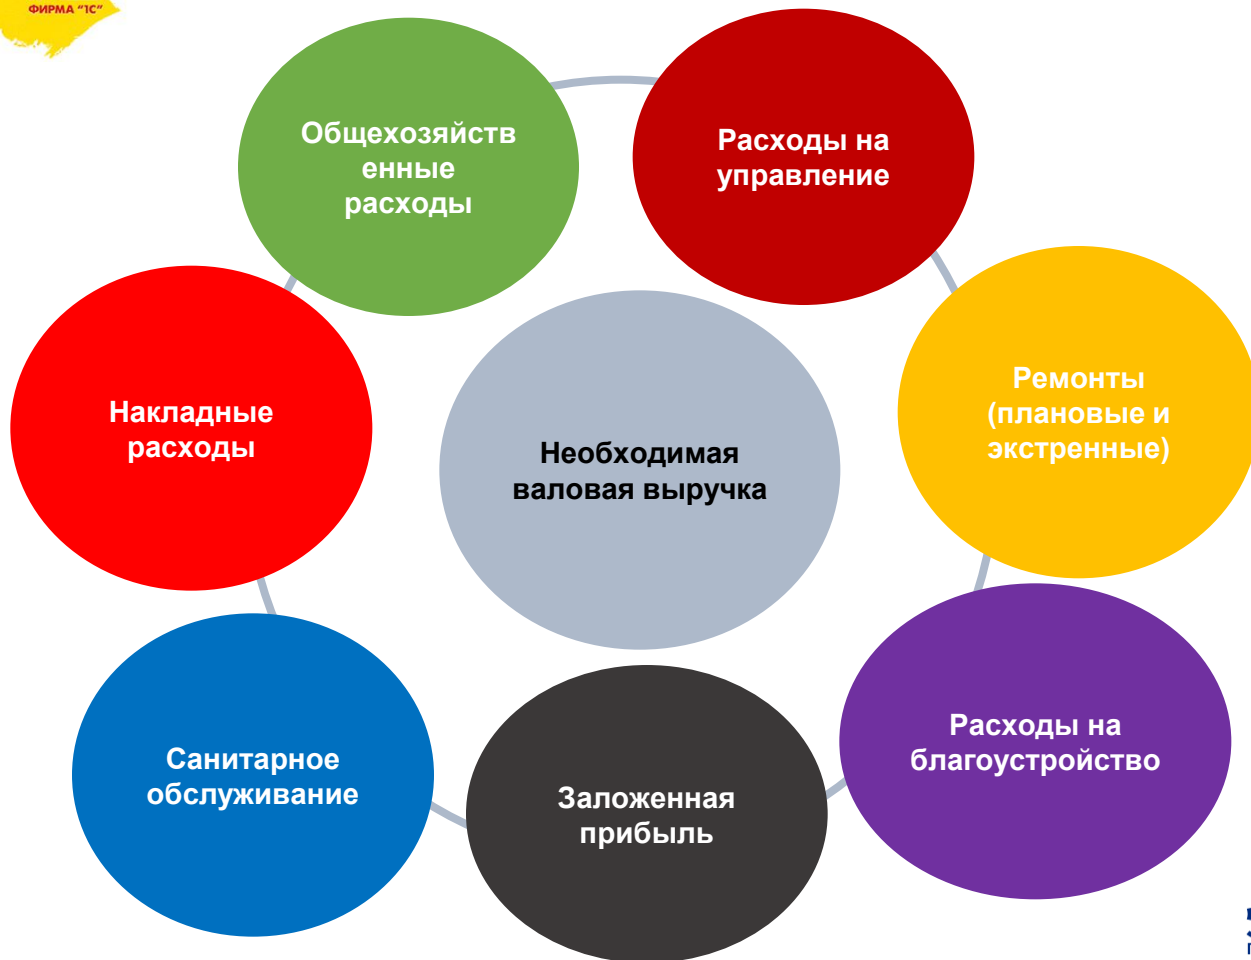 ФИРМА "1С"
Общехозяйств
енные
расходы
Расходы на
управление
Ремонты
(плановые и
экстренные)
Накладные
расходы
Необходимая
валовая выручка
Расходы на
благоустройство
Санитарное
обслуживание
Заложенная
прибыль